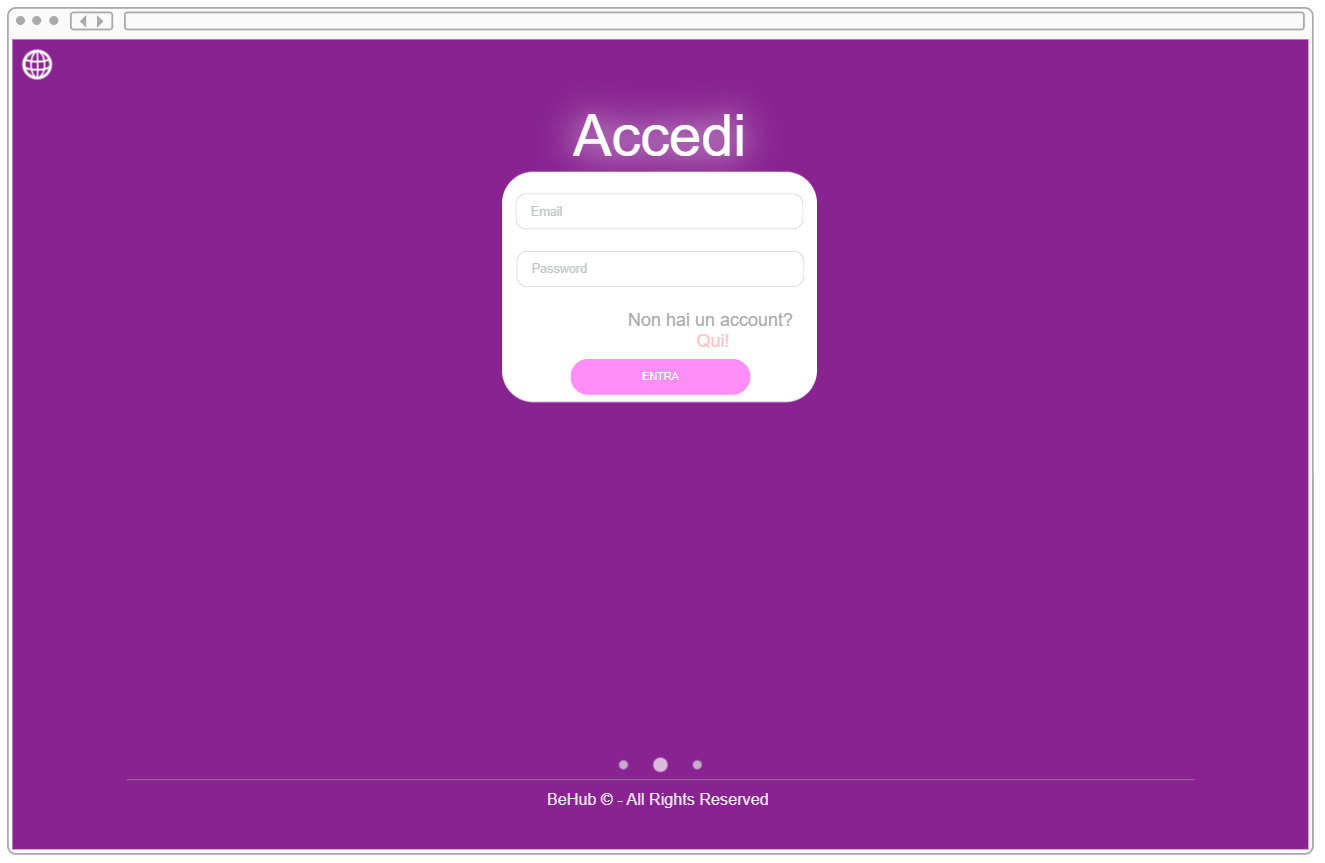 Accedi
Email
Password
Non hai un account?
Qui!
ENTRA
BeHub © - All Rights Reserved